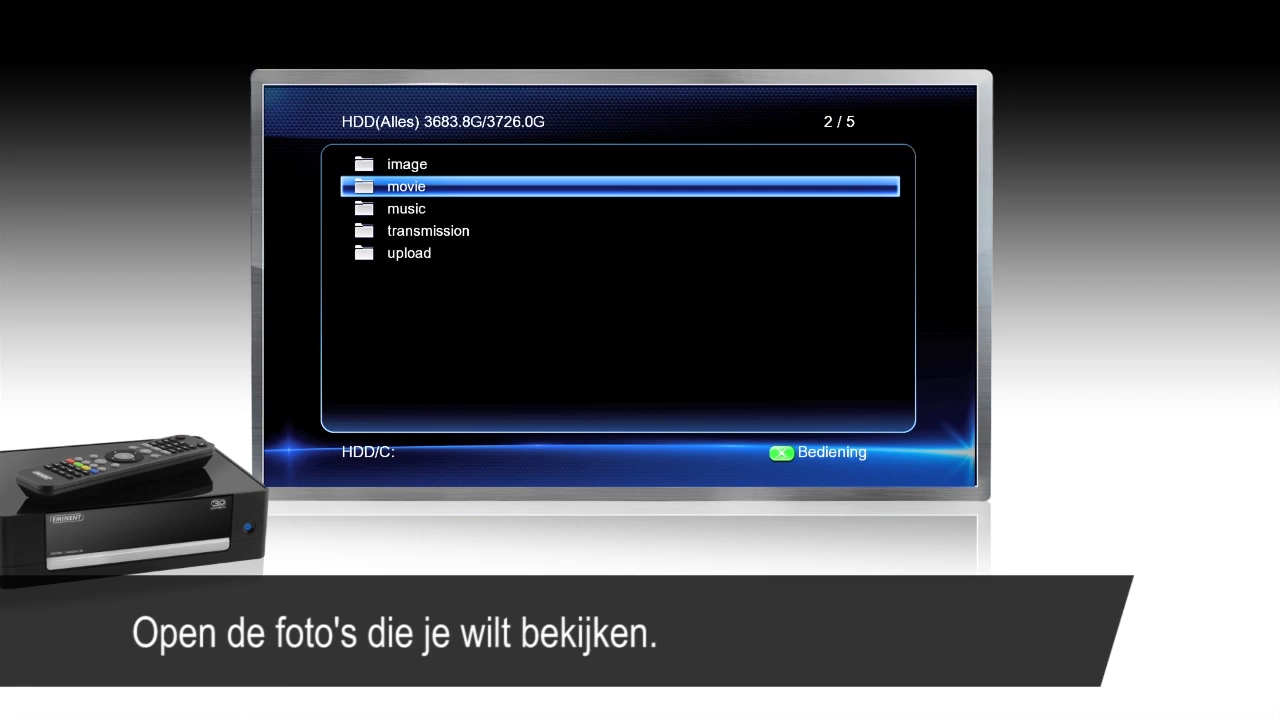 HDD(Alles) 3683.8G/3726.0G 2 / 5
image
movie
music
transmission
upload
HDD/C: X Bediening
3D
EMINENT
Open de foto's die je wilt bekijken.